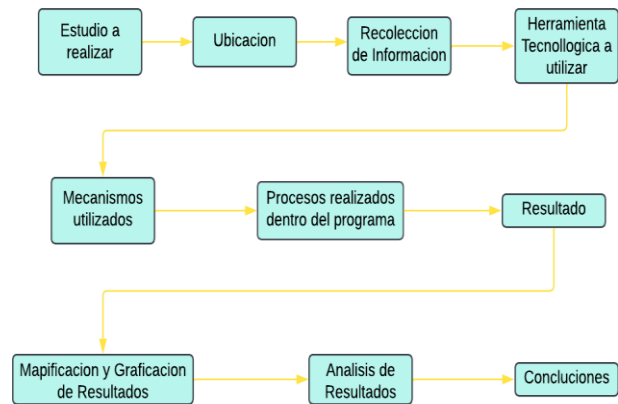 Estudio a
realizar
Ubicacion
Recoleccion
de Informacion
Herramienta
Tecnollogica a
utilizar
Mecanismos
utilizados
Procesos realizados
dentro del programa
Resultado
Mapificacion y Graficacion
de Resultados
Analisis de
Resultados
Concluciones